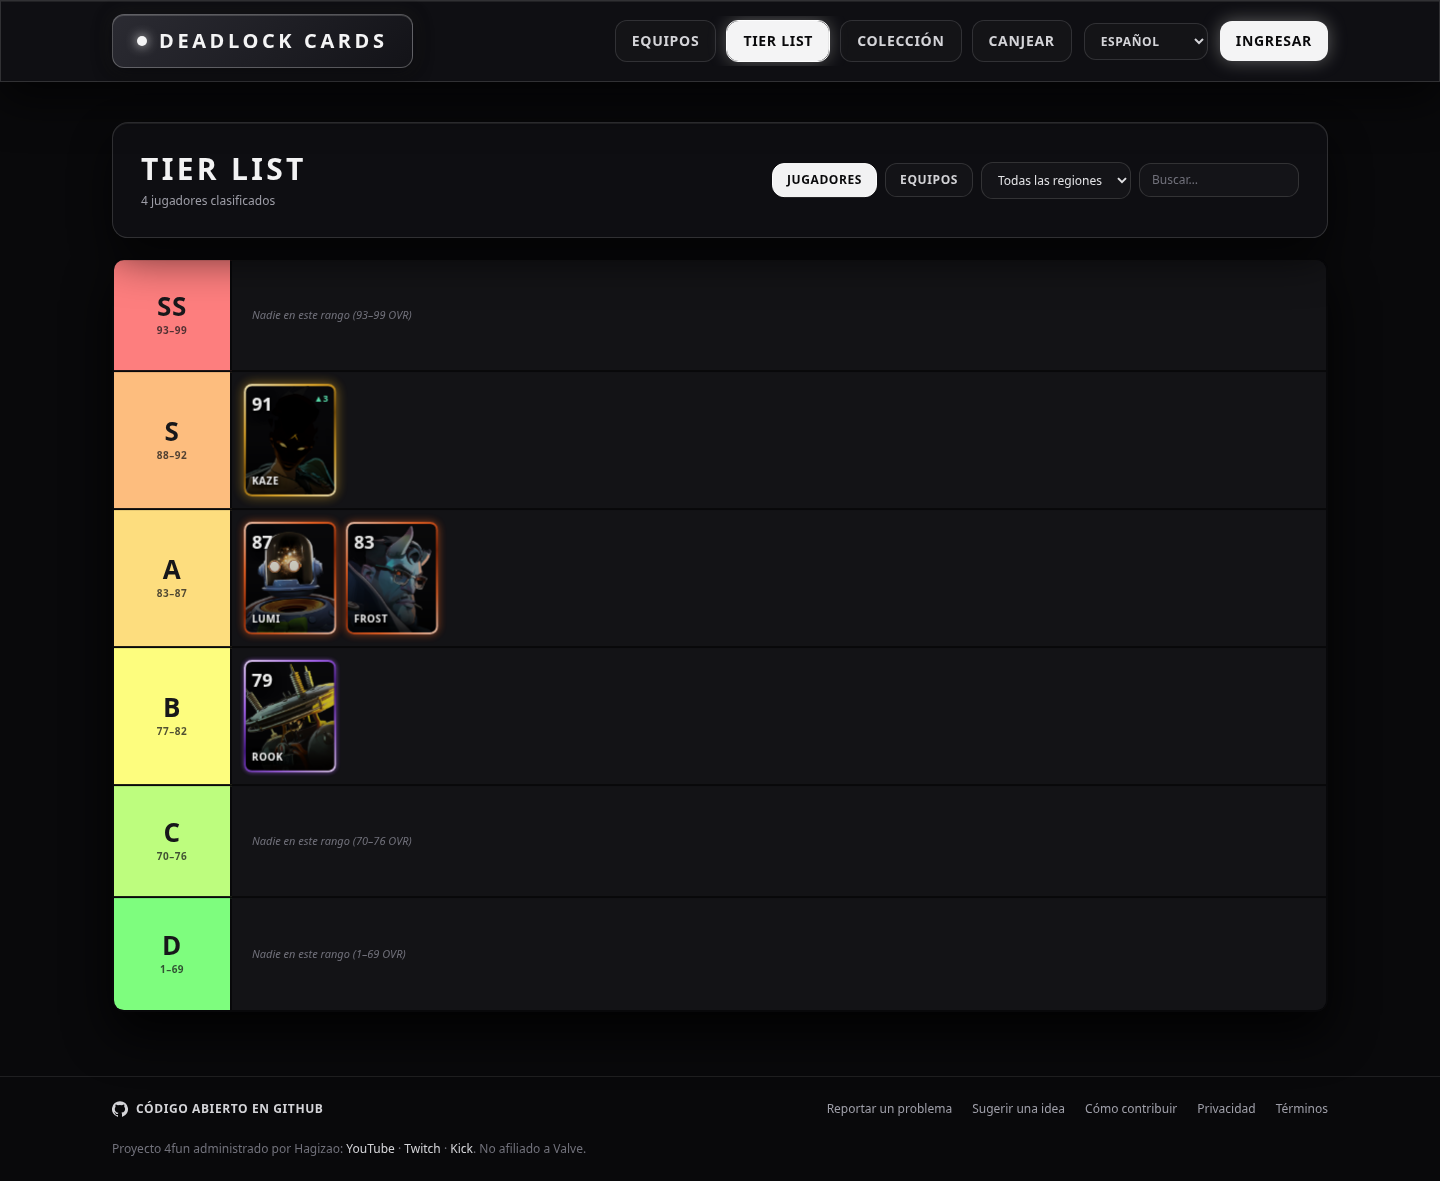 DEADLOCK CARDS
EQUIPOS
TIER LIST
COLECCIÓN
CANJEAR
ESPAÑOL
INGRESAR
TIER LIST
4 jugadores clasificados
JUGADORES
EQUIPOS
Todas las regiones
Buscar...
SS
93–99
Nadie en este rango (93–99 OVR)
S
88–92
91
▲3
KAZE
A
83–87
87
LUMI
83
FROST
B
77–82
79
ROOK
C
70–76
Nadie en este rango (70–76 OVR)
D
1–69
Nadie en este rango (1–69 OVR)
CÓDIGO ABIERTO EN GITHUB
Reportar un problema
Sugerir una idea
Cómo contribuir
Privacidad
Términos
Proyecto 4fun administrado por Hagizao: YouTube · Twitch · Kick. No afiliado a Valve.